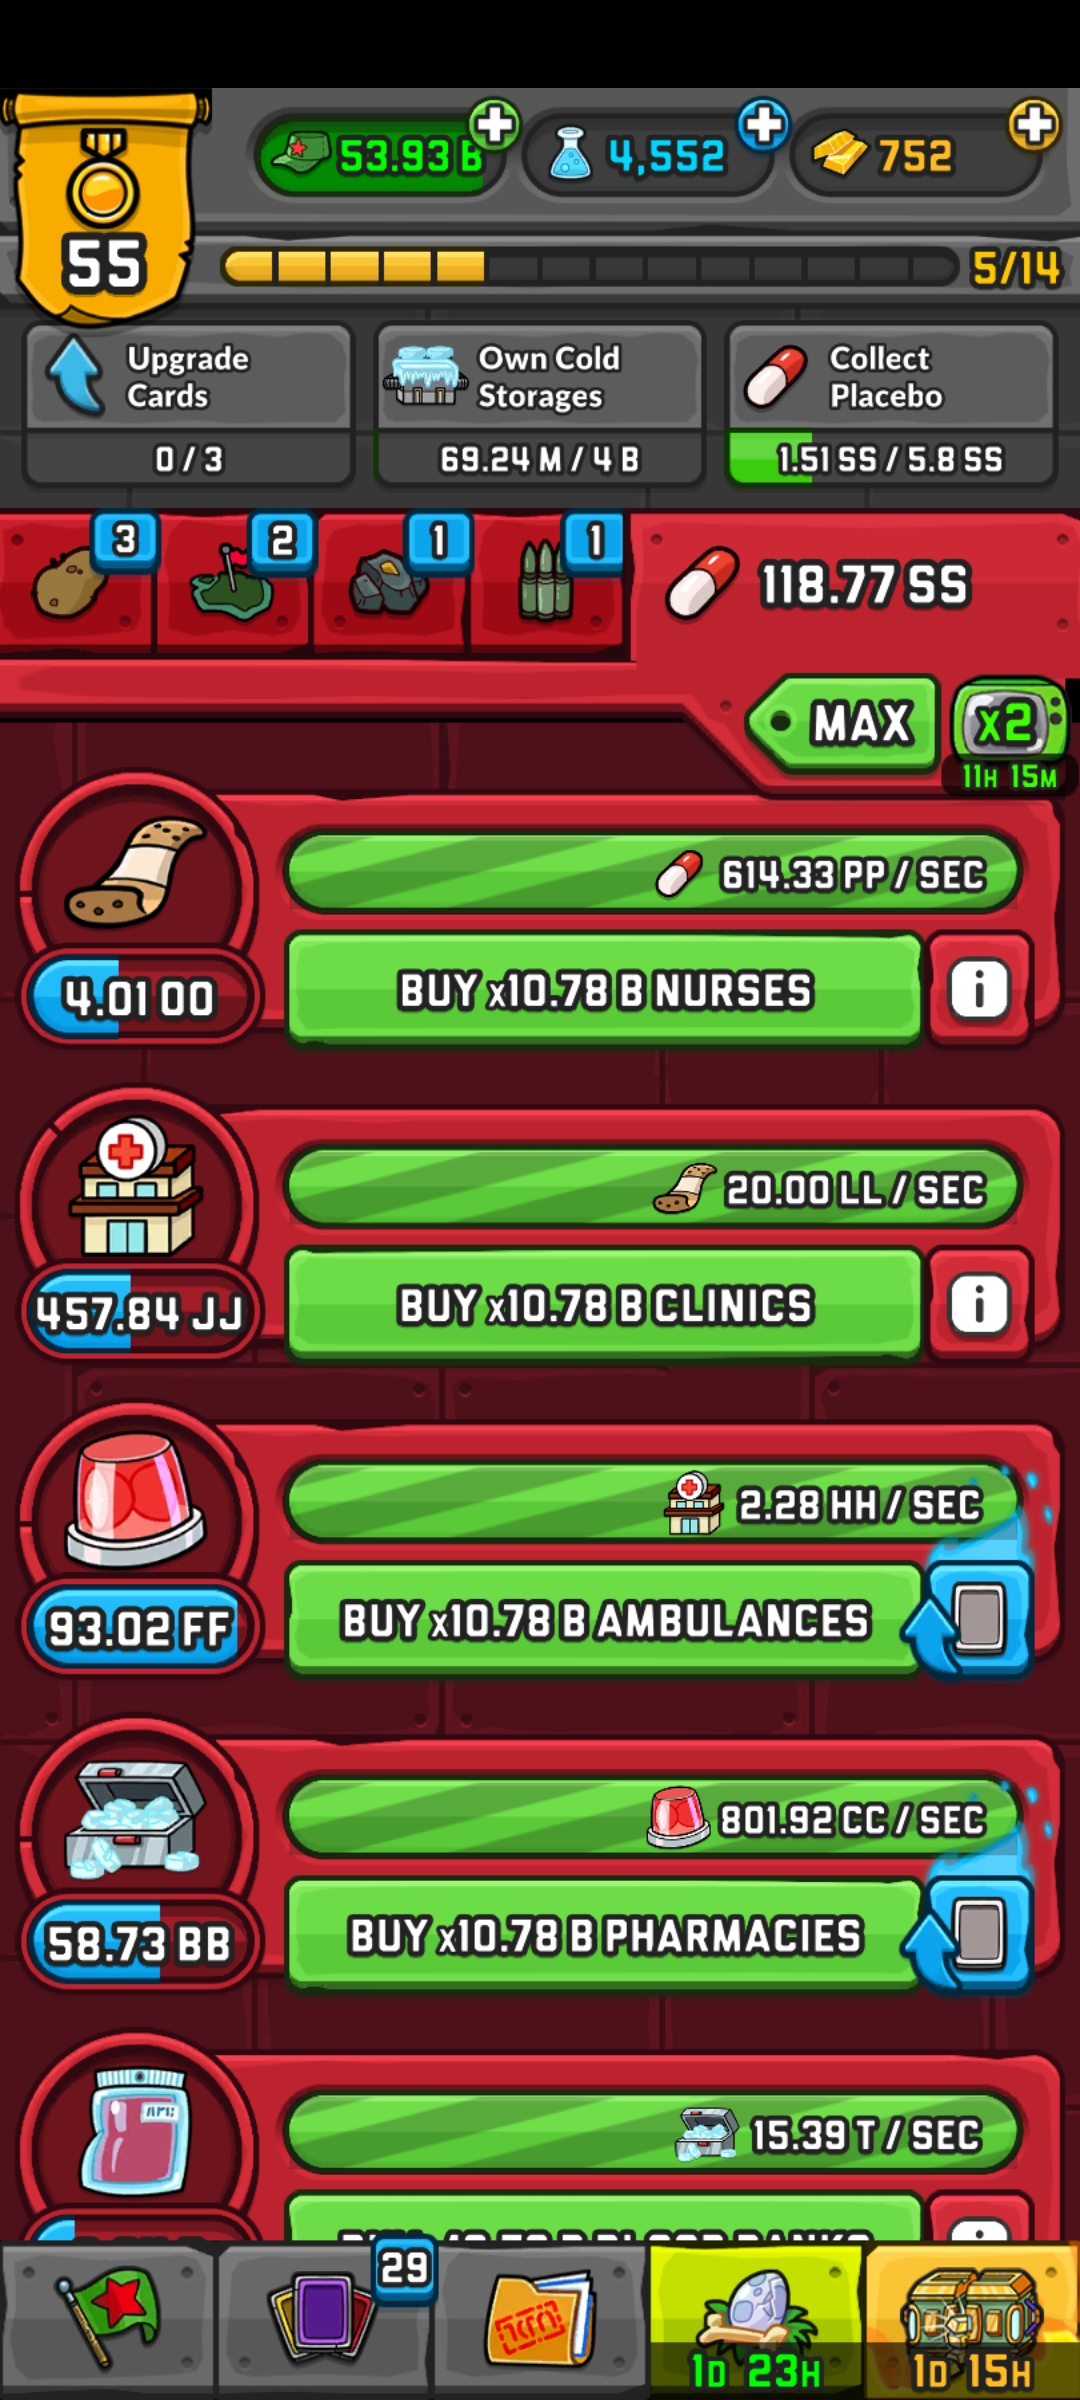 53.93 B
4,552
752
55
5/14
Upgrade
Cards
0 / 3
Own Cold
Storages
69.24 M / 4 B
Collect
Placebo
1.51 SS / 5.8 SS
3
2
1
1
118.77 SS
MAX
x2
11H 15M
614.33 PP / SEC
4.01 OO
BUY x10.78 B NURSES
i
20.00 LL / SEC
457.84 JJ
BUY x10.78 B CLINICS
i
2.28 HH / SEC
93.02 FF
BUY x10.78 B AMBULANCES
801.92 CC / SEC
58.73 BB
BUY x10.78 B PHARMACIES
15.39 T / SEC
29
1D 23H
1D 15H